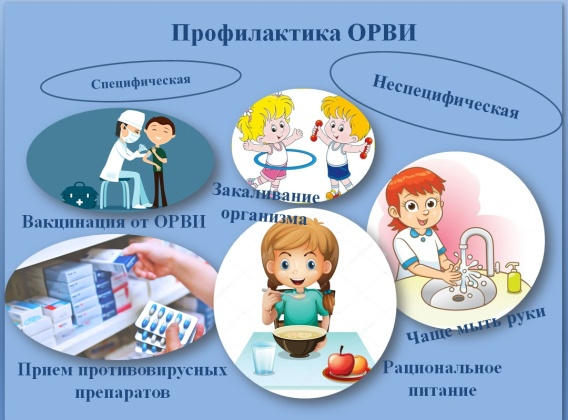 Профилактика ОРВИ
Специфическая
Неспецифическая
Закаливание
организма
Вакцинация от ОРВИ
Чаще мыть руки
Прием противовирусных
препаратов
Рациональное
питание